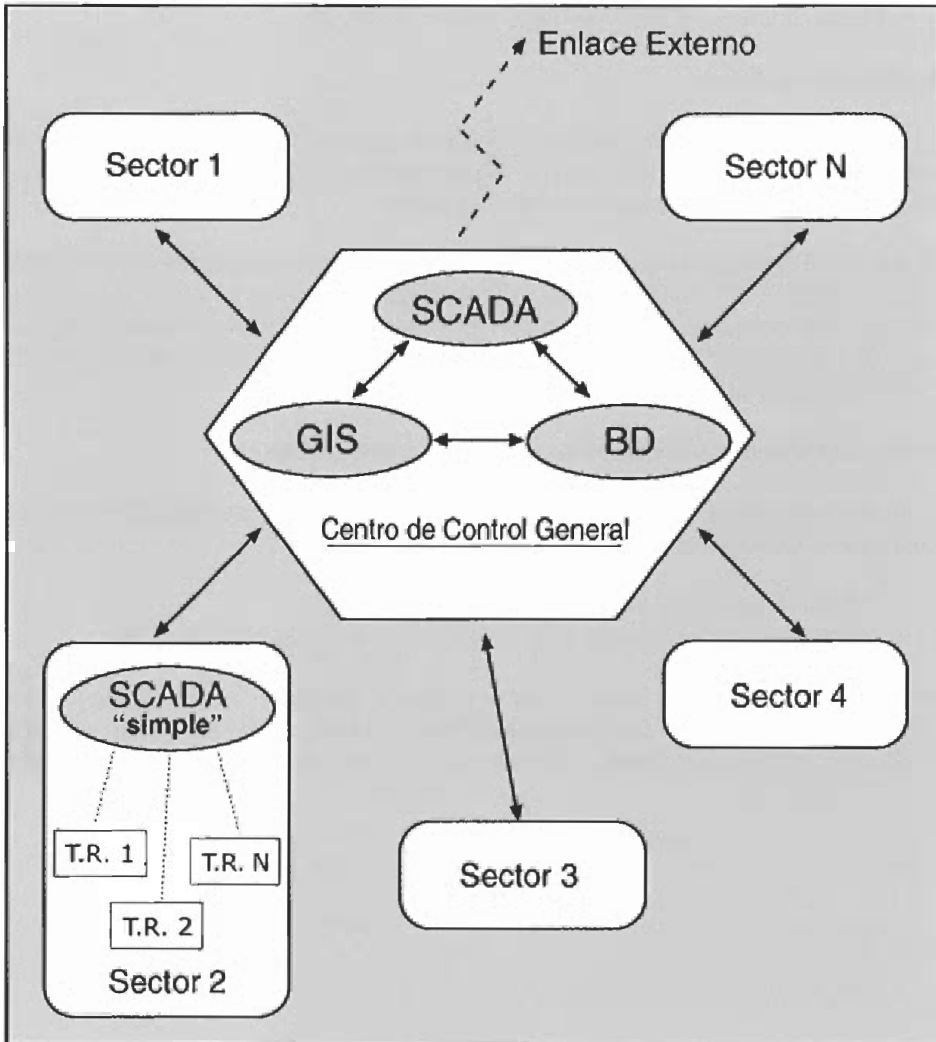 Enlace Externo
Sector 1
Sector N
SCADA
GIS
BD
Centro de Control General
SCADA
“simple”
T.R. 1
T.R. N
T.R. 2
Sector 2
Sector 4
Sector 3